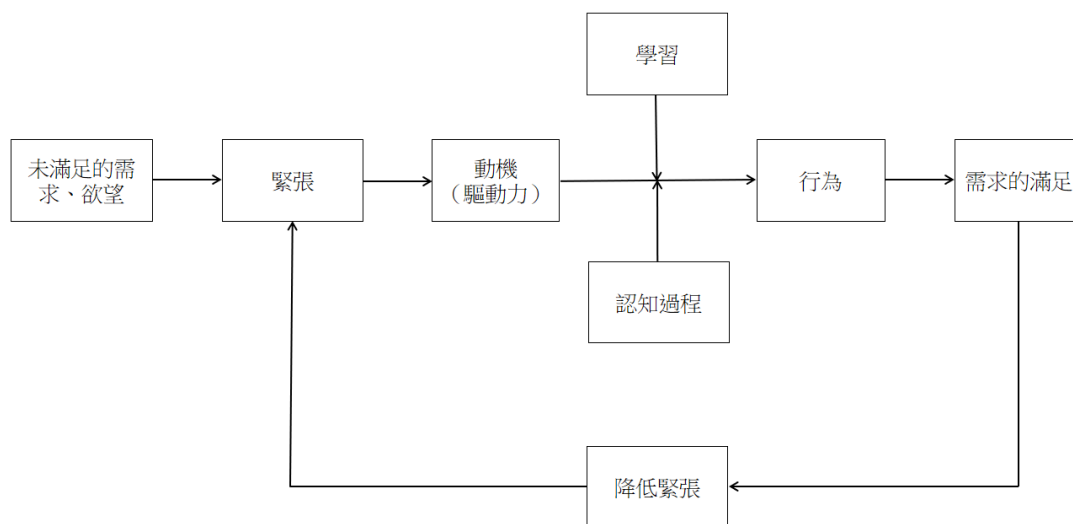 學習
未滿足的需
求、欲望
緊張
動機
（驅動力）
行為
需求的滿足
認知過程
降低緊張